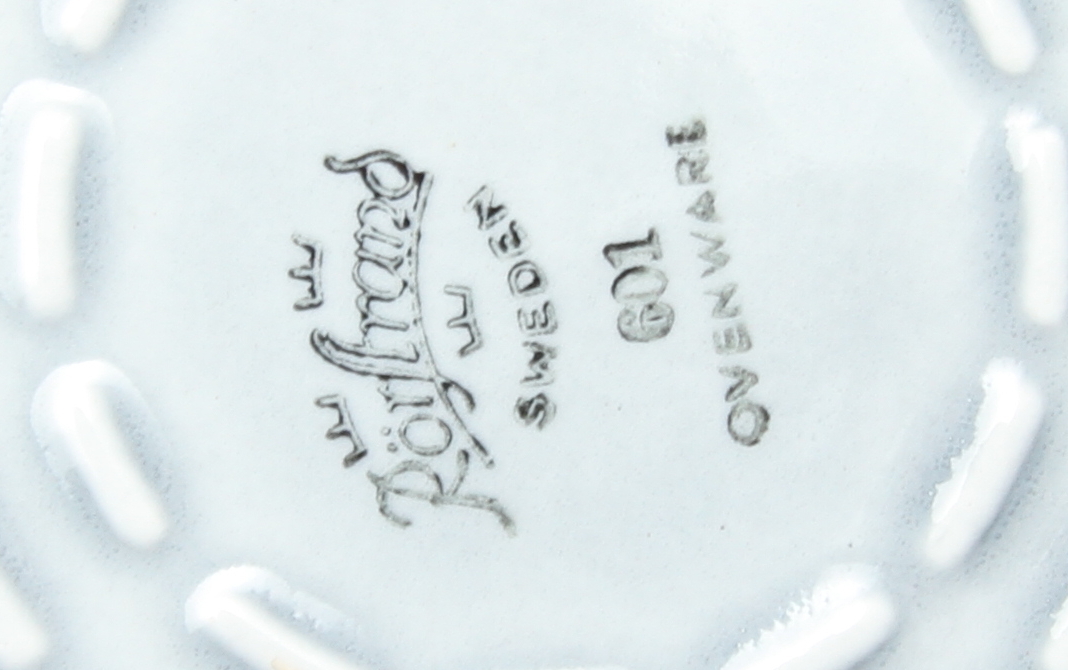 Rörstrand
SWEDEN
601
OVENWARE